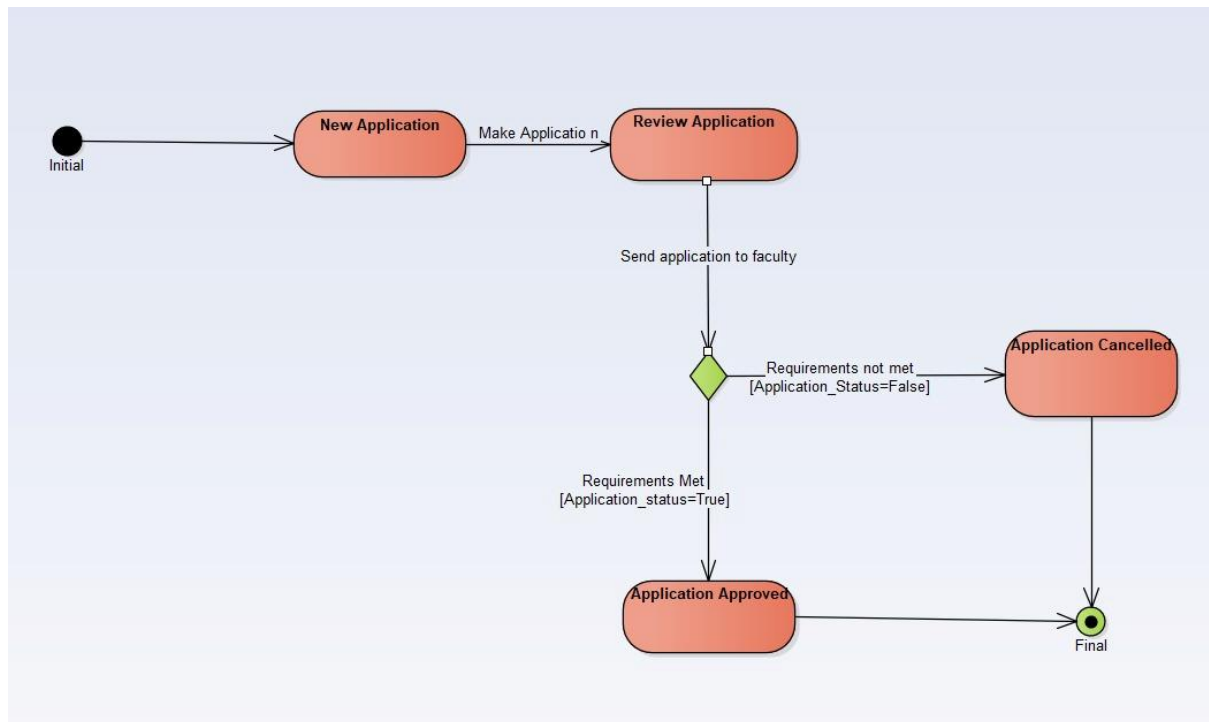 New Application
Make Applicatio n
Review Application
Initial
Send application to faculty
Application Cancelled
Requirements not met
[Application_Status=False]
Requirements Met
[Application_status=True]
Application Approved
Final